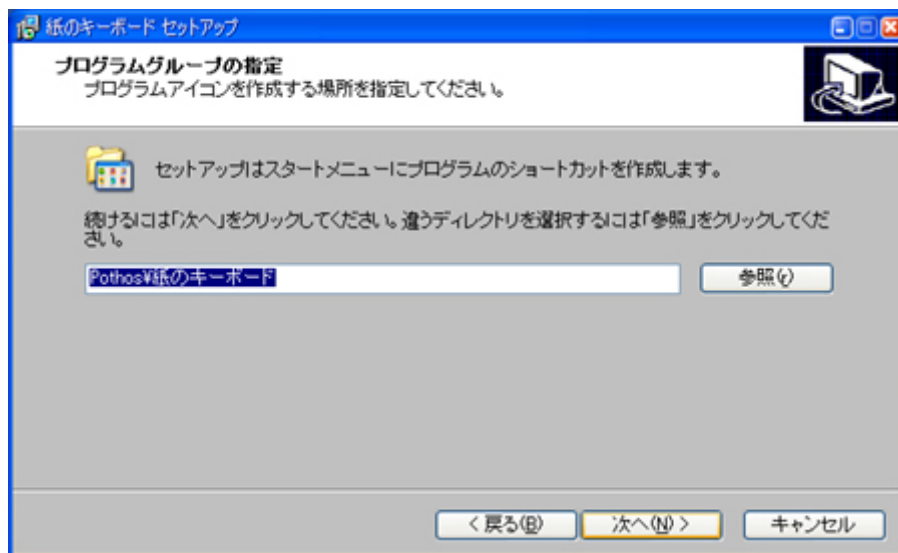 紙のキーボード セットアップ
プログラムグループの指定
プログラムアイコンを作成する場所を指定してください。
セットアップはスタートメニューにプログラムのショートカットを作成します。
続けるには「次へ」をクリックしてください。違うディレクトリを選択するには「参照」をクリックしてくだ
さい。
Pothos¥紙のキーボード
参照(r)
< 戻る(B)
次へ(N) >
キャンセル